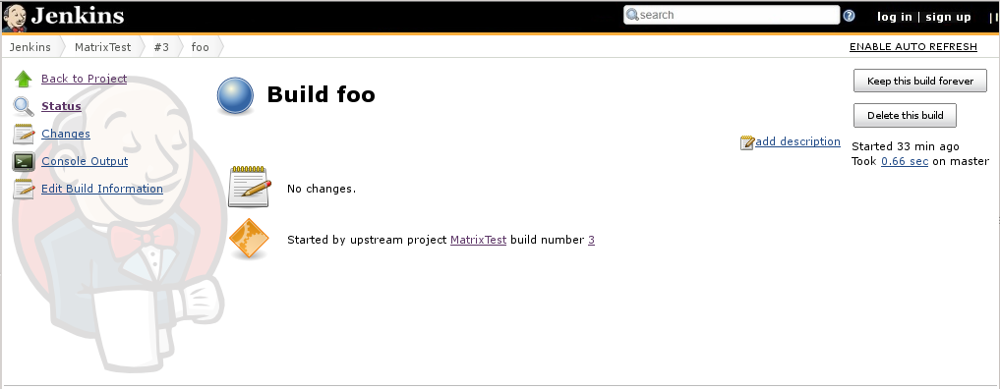 Jenkins
search
log in | sign up
Jenkins MatrixTest #3 foo
ENABLE AUTO REFRESH
Back to Project
Status
Changes
Console Output
Edit Build Information
Build foo
Keep this build forever
Delete this build
add description
Started 33 min ago
Took 0.66 sec on master
No changes.
Started by upstream project MatrixTest build number 3